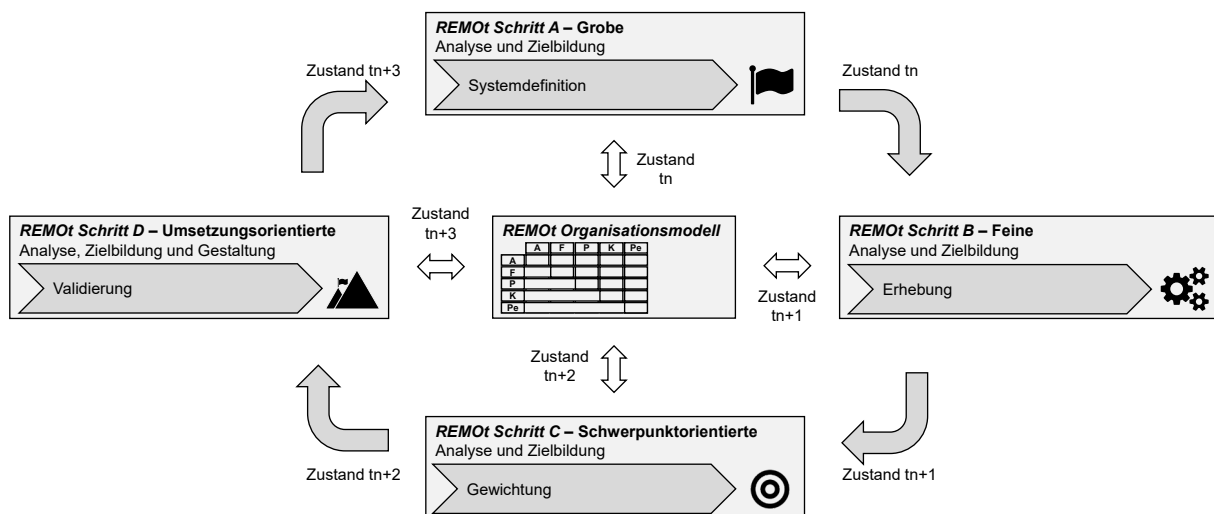 REMOt Schritt A – Grobe
Analyse und Zielbildung
Systemdefinition
Zustand tn+3
Zustand tn
Zustand
tn
REMOt Schritt D – Umsetzungsorientierte
Analyse, Zielbildung und Gestaltung
Validierung
Zustand
tn+3
REMOt Organisationsmodell
A F P K Pe
A
F
P
K
Pe
Zustand
tn+1
REMOt Schritt B – Feine
Analyse und Zielbildung
Erhebung
Zustand
tn+2
REMOt Schritt C – Schwerpunktorientierte
Analyse und Zielbildung
Gewichtung
Zustand tn+2
Zustand tn+1